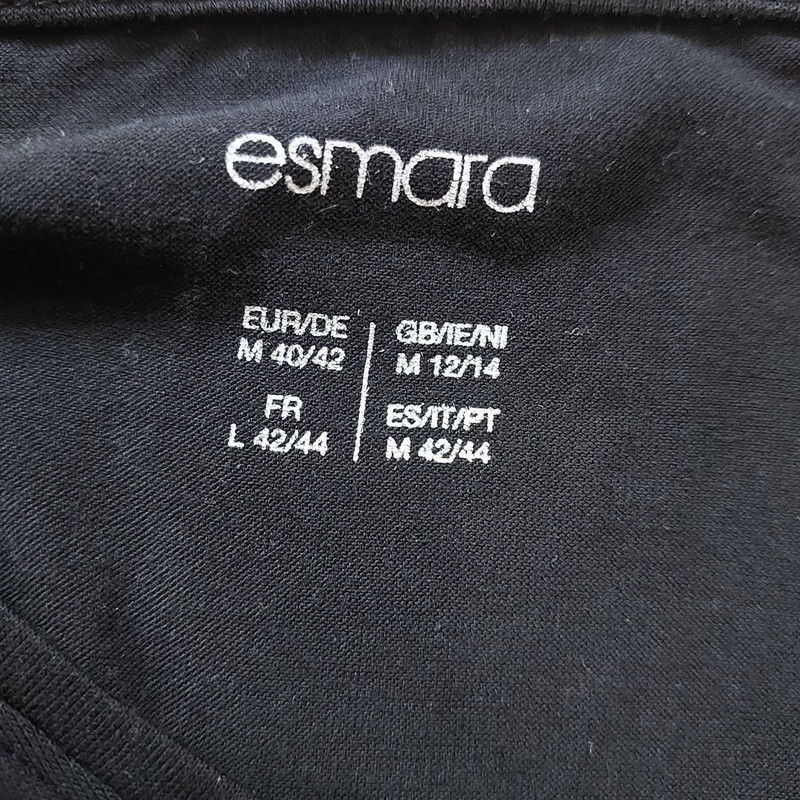 esmara
EUR/DE
M 40/42
GB/IE/NI
M 12/14
FR
L 42/44
ES/IT/PT
M 42/44